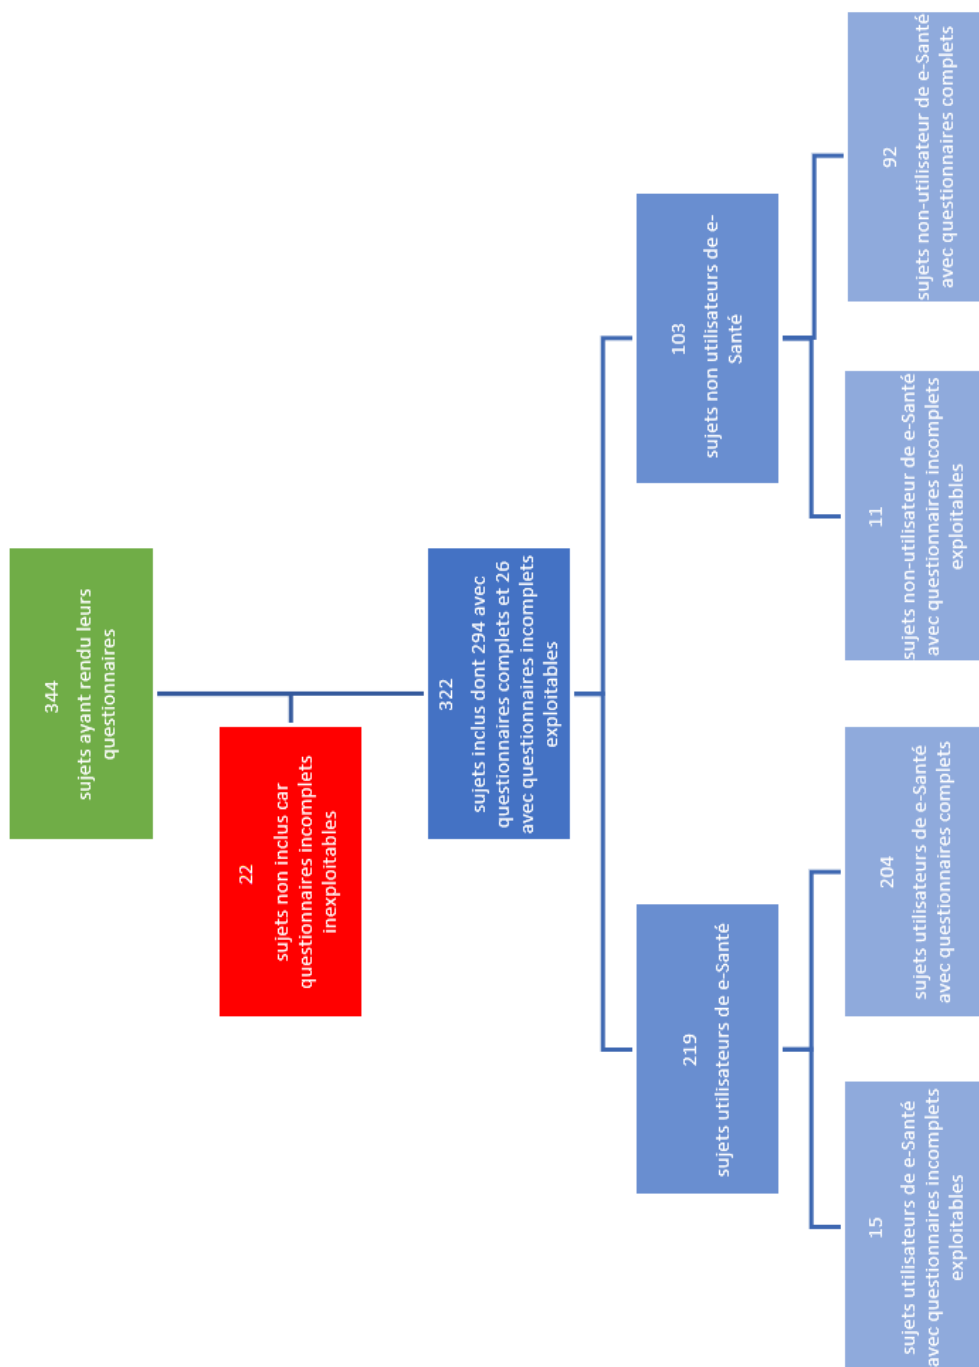 344
sujets ayant rendu leurs
questionnaires
22
sujets non inclus car
questionnaires incomplets
inexploitables
322
sujets inclus dont 294 avec
questionnaires complets et 26
avec questionnaires incomplets
exploitables
219
sujets utilisateurs de e-Santé
103
sujets non utilisateurs de e-
Santé
15
sujets utilisateurs de e-Santé
avec questionnaires incomplets
exploitables
204
sujets utilisateurs de e-Santé
avec questionnaires complets
11
sujets non-utilisateur de e-Santé
avec questionnaires incomplets
exploitables
92
sujets non-utilisateur de e-Santé
avec questionnaires complets